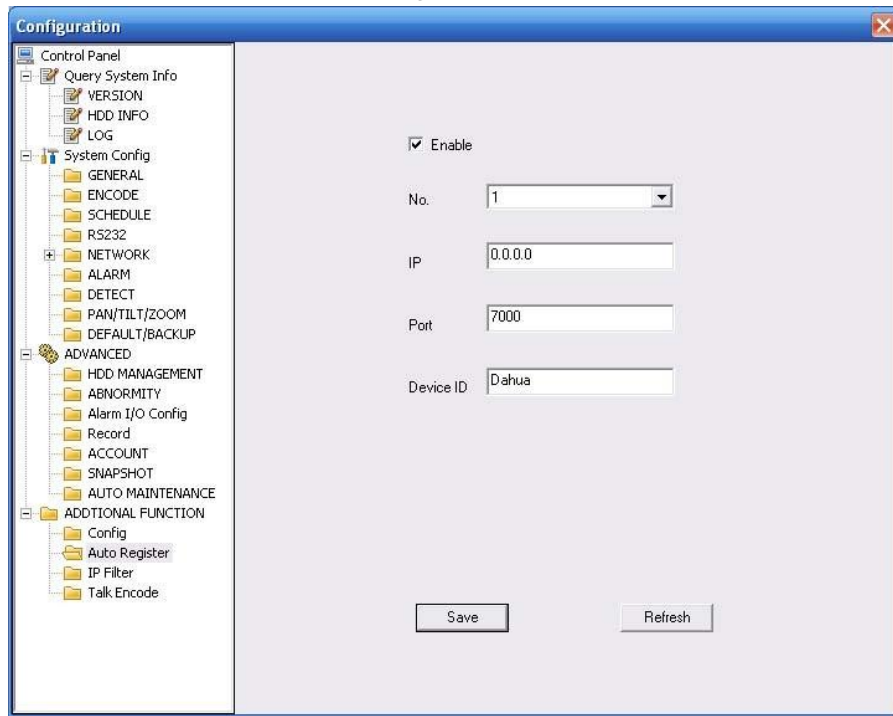 Configuration
Control Panel
Query System Info
VERSION
HDD INFO
LOG
System Config
GENERAL
ENCODE
SCHEDULE
RS232
NETWORK
ALARM
DETECT
PAN/TILT/ZOOM
DEFAULT/BACKUP
ADVANCED
HDD MANAGEMENT
ABNORMITY
Alarm I/O Config
Record
ACCOUNT
SNAPSHOT
AUTO MAINTENANCE
ADDTIONAL FUNCTION
Config
Auto Register
IP Filter
Talk Encode
Enable
No. 1
IP 0.0.0.0
Port 7000
Device ID Dahua
Save Refresh